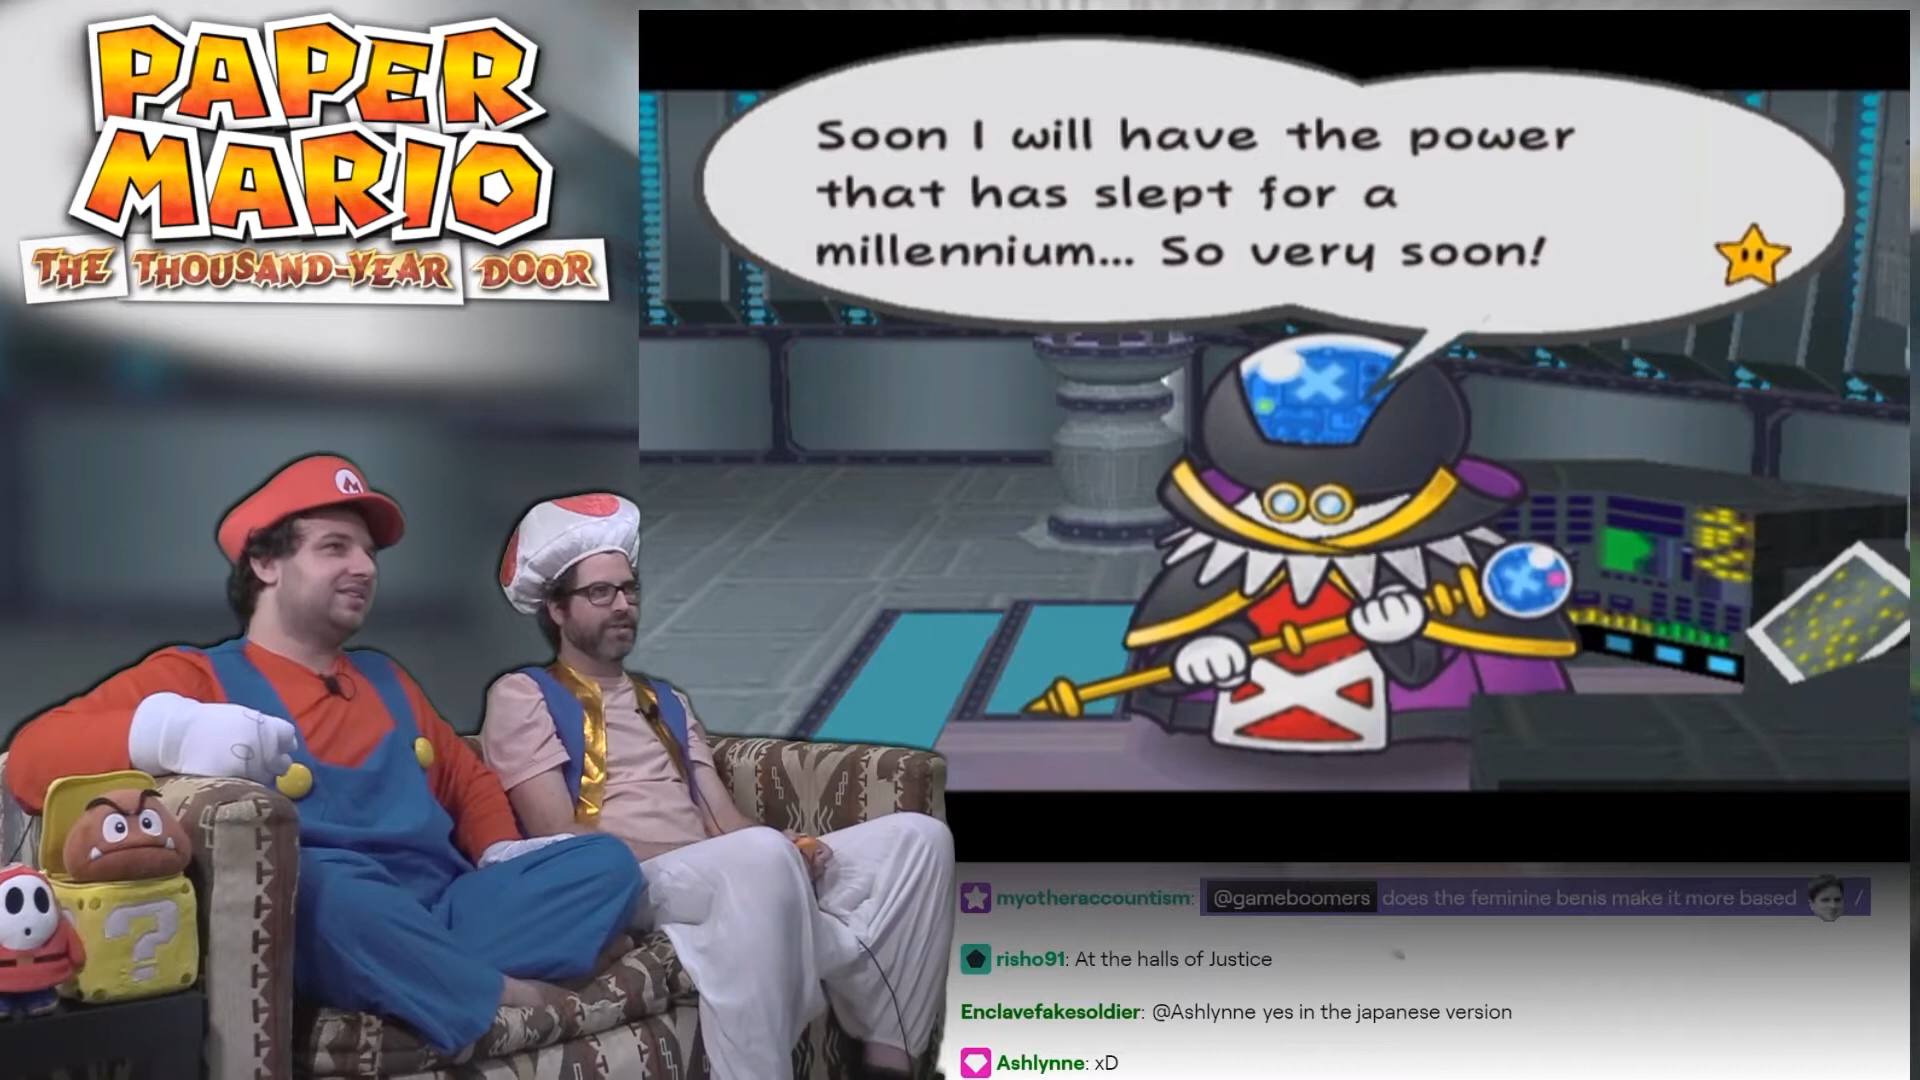 PAPER
MARIO
THE THOUSAND-YEAR DOOR
Soon I will have the power
that has slept for a
millennium... So very soon!
M
?
myotheraccountism: @gameboomers does the feminine benis make it more based /
risho91: At the halls of Justice
Enclavefakesoldier: @Ashlynne yes in the japanese version
Ashlynne: xD